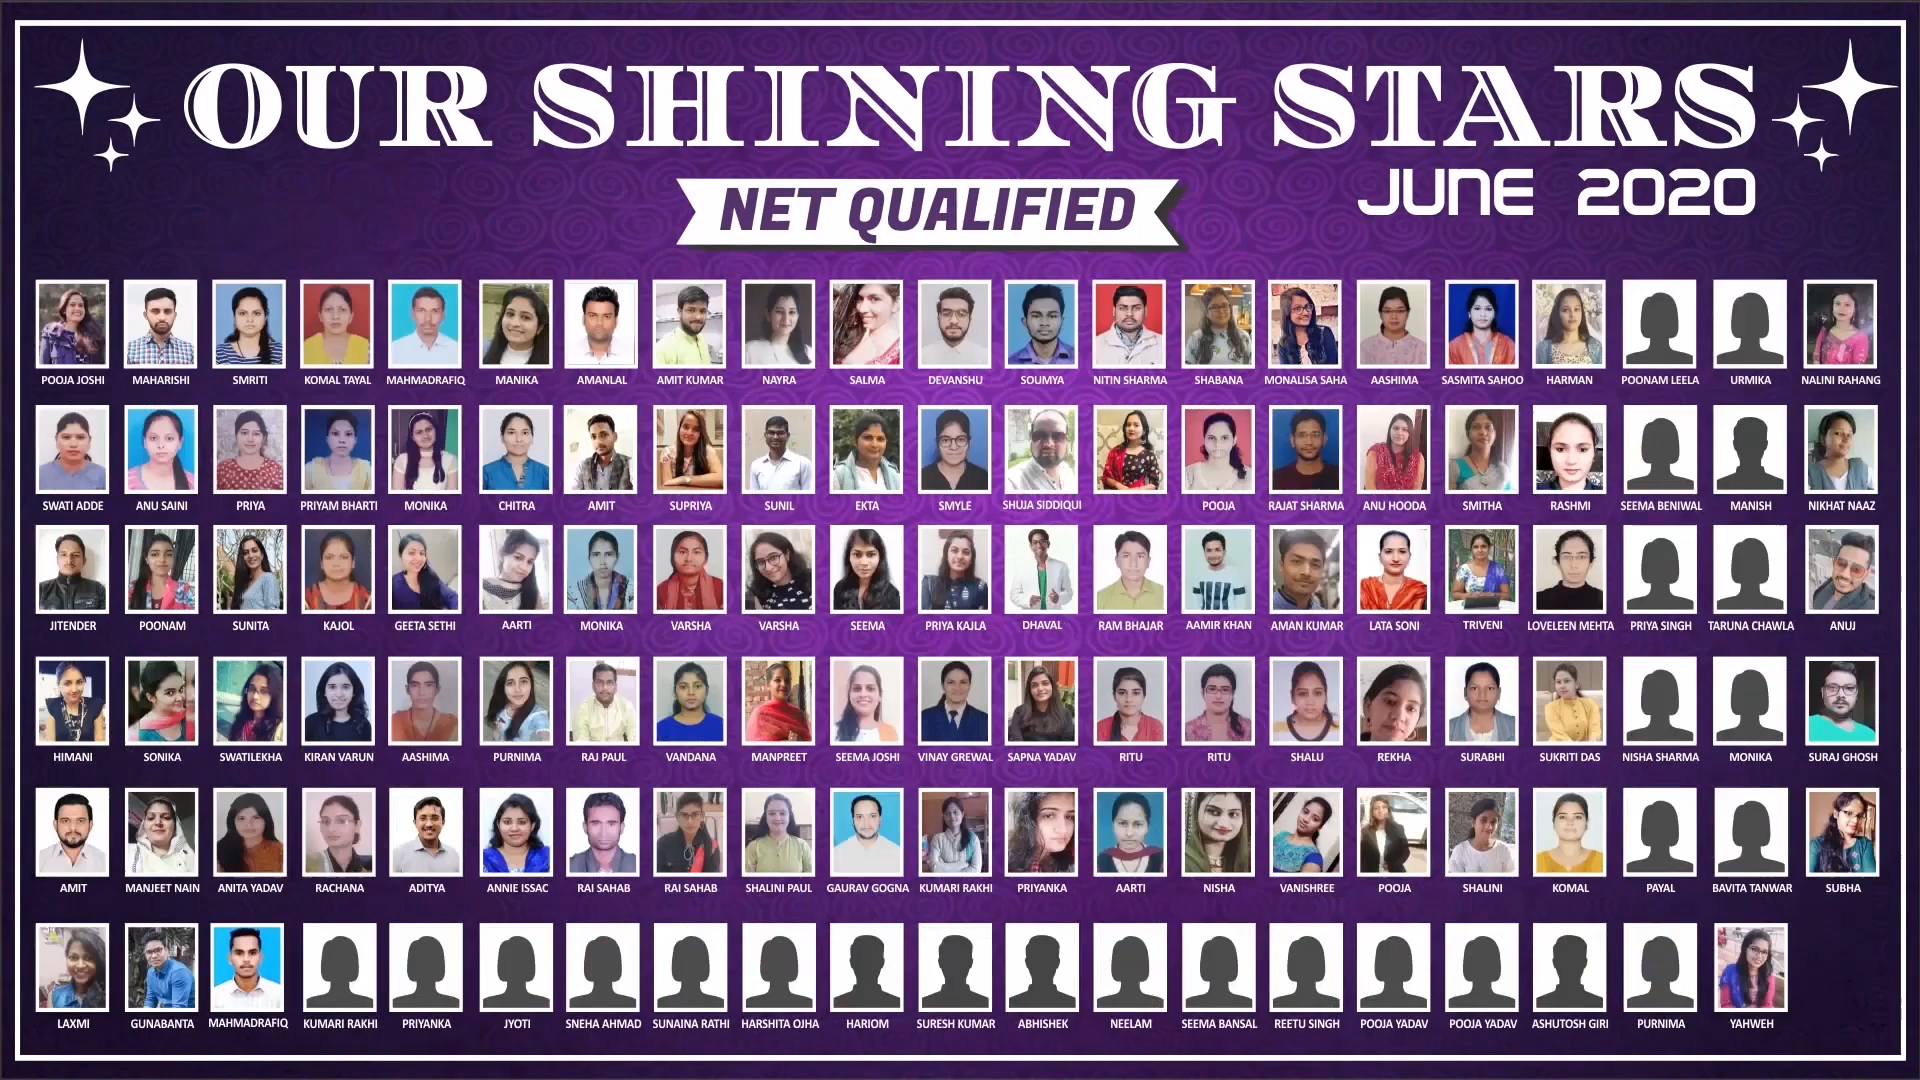 OUR SHINING STARS
JUNE 2020
NET QUALIFIED
POOJA JOSHI MAHARISHI SMRITI KOMAL TAYAL MAHMADRAFIQ MANIKA AMANLAL AMIT KUMAR NAYRA SALMA DEVANSHU SOUMYA NITIN SHARMA SHABANA MONALISA SAHA AASHIMA SASMITA SAHOO HARMAN POONAM LEELA URMIKA NALINI RAHANG
SWATI ADDE ANU SAINI PRIYA PRIYAM BHARTI MONIKA CHITRA AMIT SUPRIYA SUNIL EKTA SMYLE SHUJA SIDDIQUI POOJA RAJAT SHARMA ANU HOODA SMITHA RASHMI SEEMA BENIWAL MANISH NIKHAT NAAZ
JITENDER POONAM SUNITA KAJOL GEETA SETHI AARTI MONIKA VARSHA VARSHA SEEMA PRIYA KAJLA DHAVAL RAM BHAJAR AAMIR KHAN AMAN KUMAR LATA SONI TRIVENI LOVELEEN MEHTA PRIYA SINGH TARUNA CHAWLA ANUJ
HIMANI SONIKA SWATILEKHA KIRAN VARUN AASHIMA PURNIMA RAJ PAUL VANDANA MANPREET SEEMA JOSHI VINAY GREWAL SAPNA YADAV RITU RITU SHALU REKHA SURABHI SUKRITI DAS NISHA SHARMA MONIKA SURAJ GHOSH
AMIT MANJEET NAIN ANITA YADAV RACHANA ADITYA ANNIE ISSAC RAI SAHAB RAI SAHAB SHALINI PAUL GAURAV GOGNA KUMARI RAKHI PRIYANKA AARTI NISHA VANISHREE POOJA SHALINI KOMAL PAYAL BAVITA TANWAR SUBHA
LAXMI GUNABANTA MAHMADRAFIQ KUMARI RAKHI PRIYANKA JYOTI SNEHA AHMAD SUNAINA RATHI HARSHITA OJHA HARIOM SURESH KUMAR ABHISHEK NEELAM SEEMA BANSAL REETU SINGH POOJA YADAV POOJA YADAV ASHUTOSH GIRI PURNIMA YAHWEH